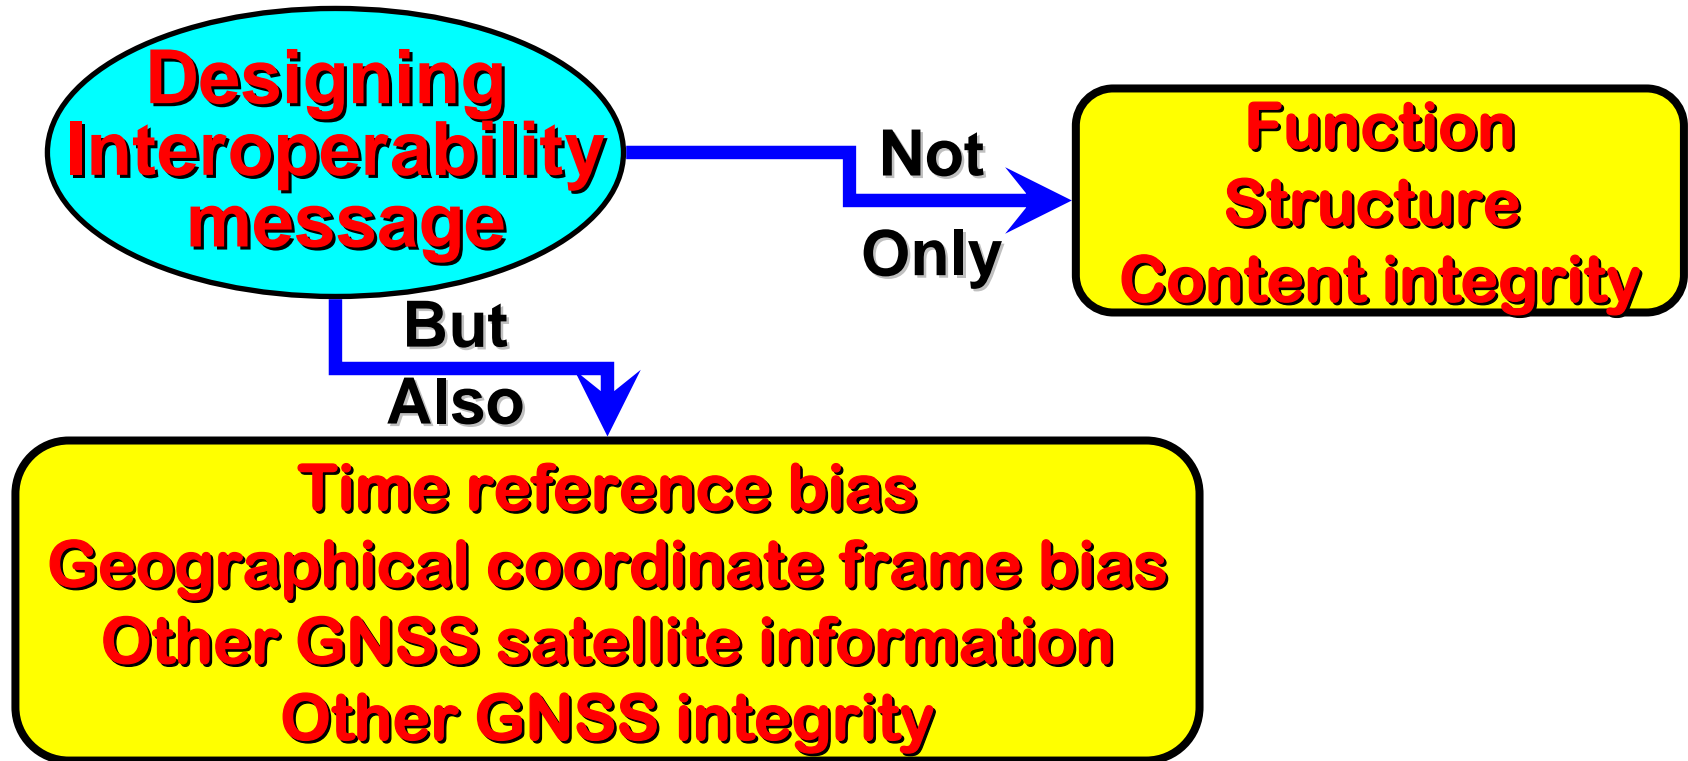 Designing
Interoperability
message
Not
Only
Function
Structure
Content integrity
But
Also
Time reference bias
Geographical coordinate frame bias
Other GNSS satellite information
Other GNSS integrity